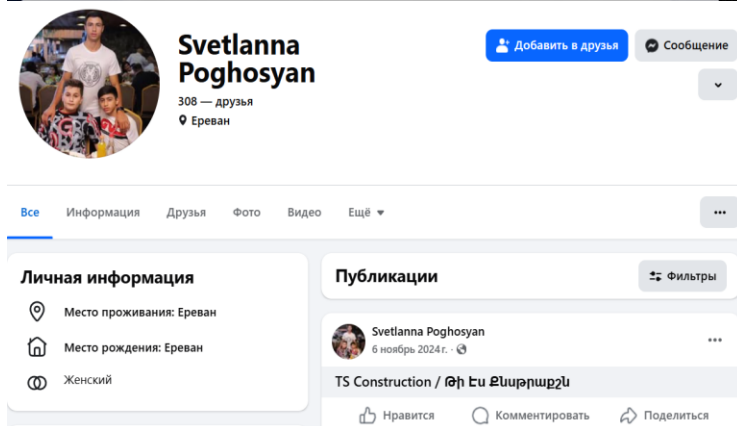 Svetlanna
Poghosyan
Добавить в друзья
Сообщение
308 — друзья
Ереван
Все
Информация
Друзья
Фото
Видео
Ещё
Личная информация
Место проживания: Ереван
Место рождения: Ереван
Женский
Публикации
Фильтры
Svetlanna Poghosyan
6 ноябрь 2024 г. ·
TS Construction / Թի Էս Քնսթրաքշն
Нравится
Комментировать
Поделиться